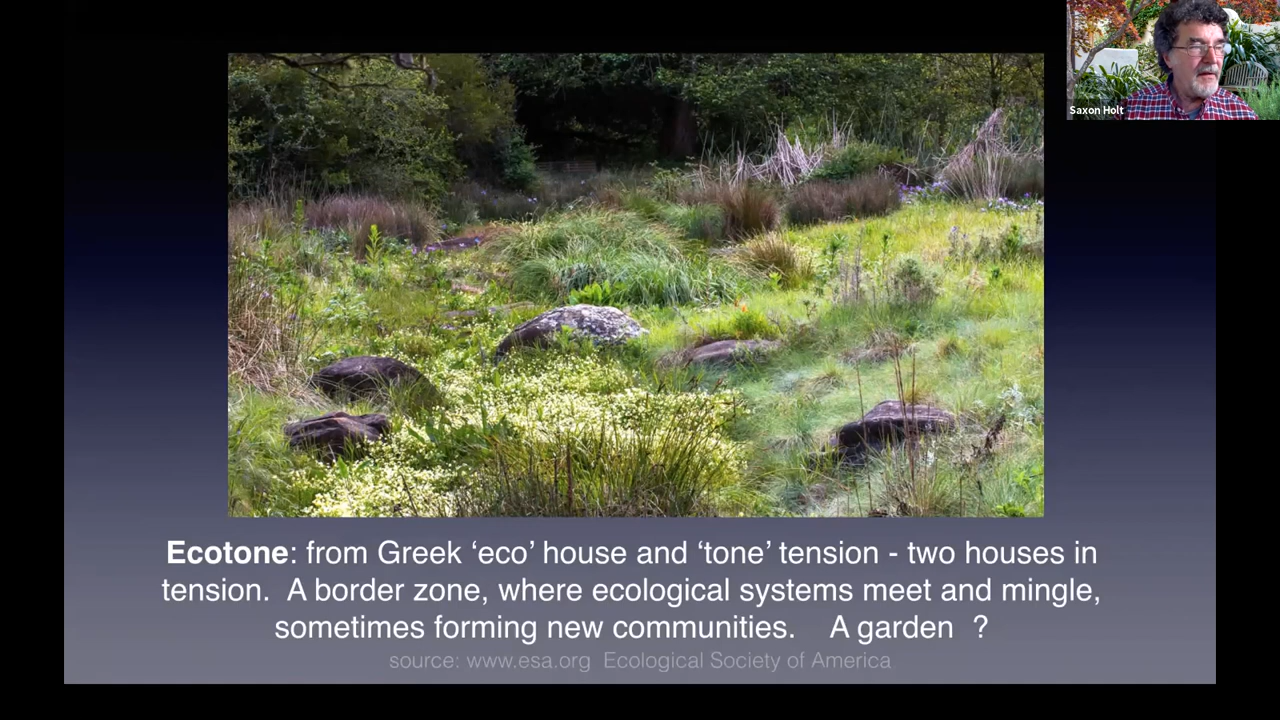 Saxon Holt
Ecotone: from Greek ‘eco’ house and ‘tone’ tension - two houses in
tension.  A border zone, where ecological systems meet and mingle,
sometimes forming new communities.    A garden  ?
source: www.esa.org  Ecological Society of America